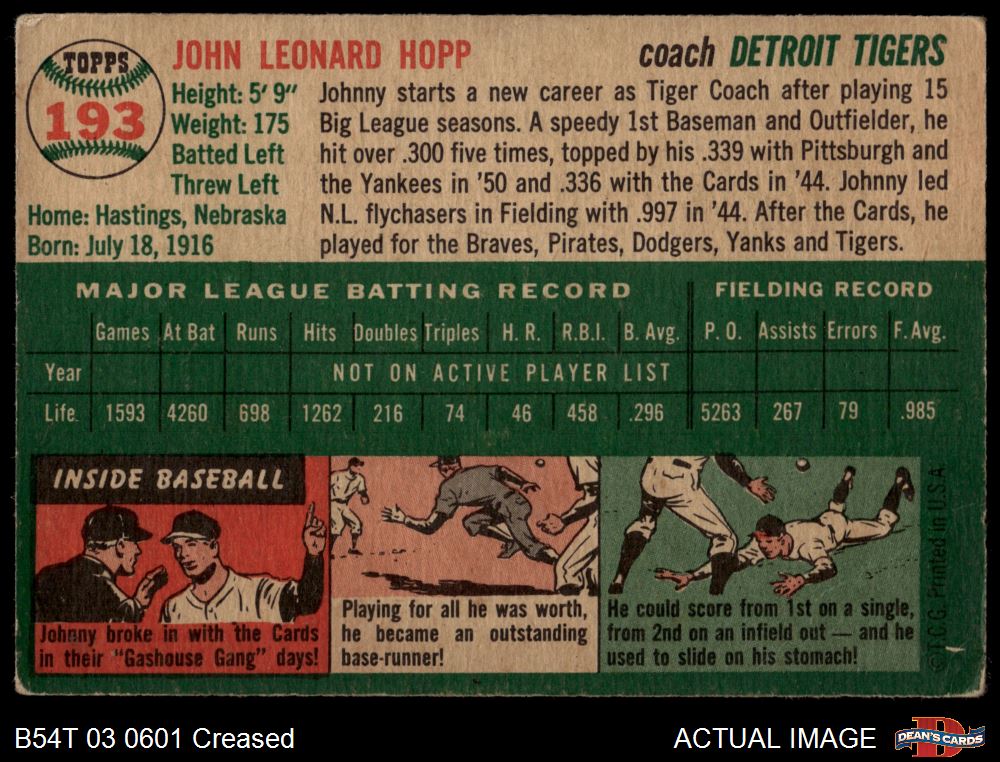 TOPPS
193
JOHN LEONARD HOPP
coach DETROIT TIGERS
Height: 5' 9"
Weight: 175
Batted Left
Threw Left
Home: Hastings, Nebraska
Born: July 18, 1916
Johnny starts a new career as Tiger Coach after playing 15
Big League seasons. A speedy 1st Baseman and Outfielder, he
hit over .300 five times, topped by his .339 with Pittsburgh and
the Yankees in '50 and .336 with the Cards in '44. Johnny led
N.L. flychasers in Fielding with .997 in '44. After the Cards, he
played for the Braves, Pirates, Dodgers, Yanks and Tigers.
MAJOR LEAGUE BATTING RECORD FIELDING RECORD
Games At Bat Runs Hits Doubles Triples H. R. R.B.I. B. Avg. P. O. Assists Errors F. Avg.
Year NOT ON ACTIVE PLAYER LIST
Life 1593 4260 698 1262 216 74 46 458 .296 5263 267 79 .985
INSIDE BASEBALL
Johnny broke in with the Cards
in their "Gashouse Gang" days!
Playing for all he was worth,
he became an outstanding
base-runner!
He could score from 1st on a single,
from 2nd on an infield out — and he
used to slide on his stomach!
©T.C.G. Printed in U.S.A.
B54T 03 0601 Creased
ACTUAL IMAGE
DEAN'S CARDS